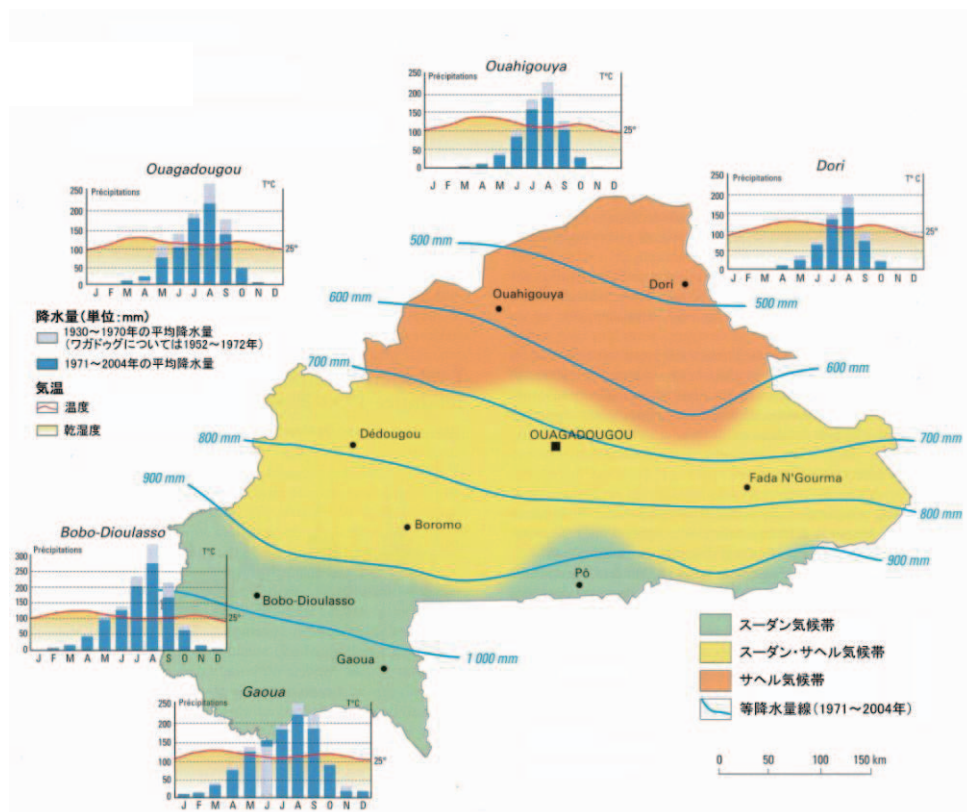 Ouahigouya
Précipitations T°C
250
200
150
100
50
0
25°
J F M A M J J A S O N D
Ouagadougou
Précipitations T°C
250
200
150
100
50
0
25°
J F M A M J J A S O N D
Dori
Précipitations T°C
250
200
150
100
50
0
25°
J F M A M J J A S O N D
降水量(単位:mm)
1930~1970年の平均降水量
(ワガドゥグについては1952~1972年)
1971~2004年の平均降水量
気温
温度
乾湿度
500 mm
500 mm
600 mm
600 mm
700 mm
700 mm
800 mm
800 mm
900 mm
900 mm
1 000 mm
Dori
Ouahigouya
Dédougou
OUAGADOUGOU
Fada N'Gourma
Boromo
Pô
Bobo-Dioulasso
Gaoua
Bobo-Dioulasso
Précipitations T°C
300
250
200
150
100
50
0
25°
J F M A M J J A S O N D
Gaoua
Précipitations T°C
250
200
150
100
50
0
25°
J F M A M J J A S O N D
スーダン気候帯
スーダン・サヘル気候帯
サヘル気候帯
等降水量線(1971~2004年)
0 50 100 150 km